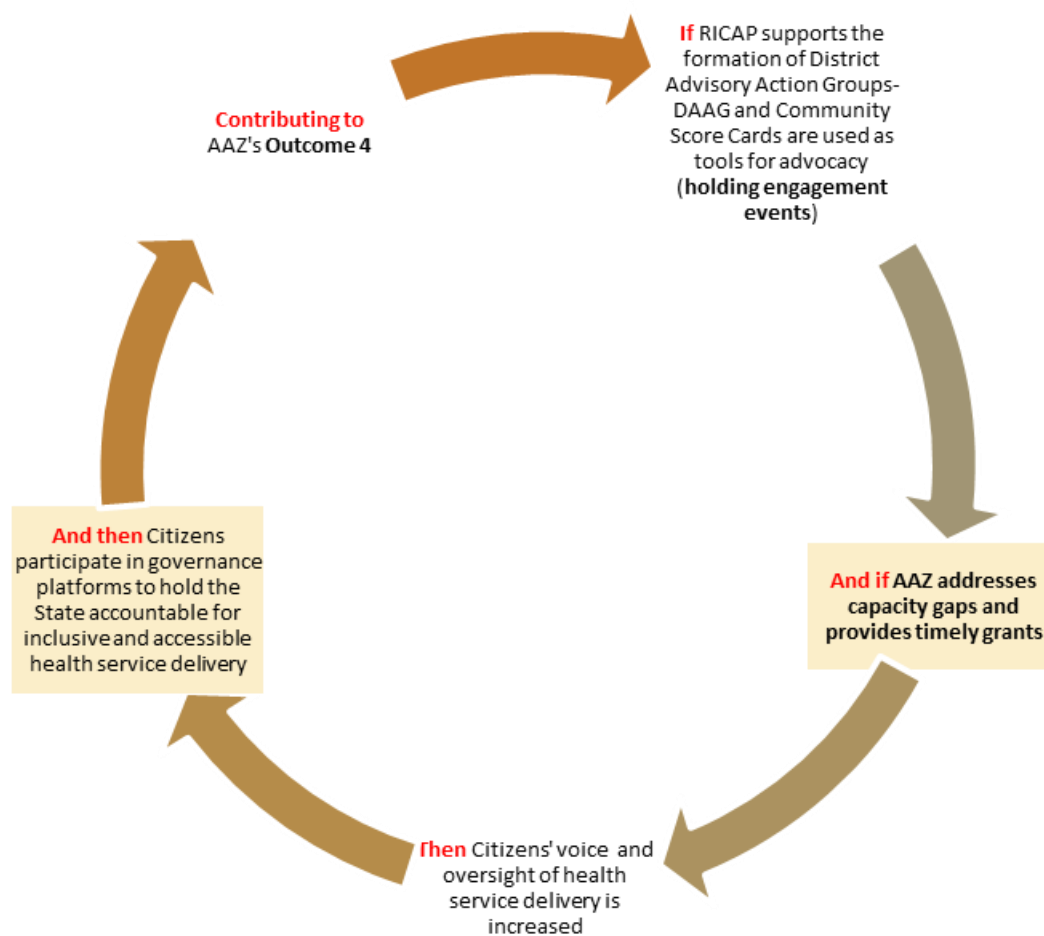 If RICAP supports the
formation of District
Advisory Action Groups-
DAAG and Community
Score Cards are used as
tools for advocacy
(holding engagement
events)
And if AAZ addresses
capacity gaps and
provides timely grants
Then Citizens' voice and
oversight of health
service delivery is
increased
And then Citizens
participate in governance
platforms to hold the
State accountable for
inclusive and accessible
health service delivery
Contributing to
AAZ's Outcome 4